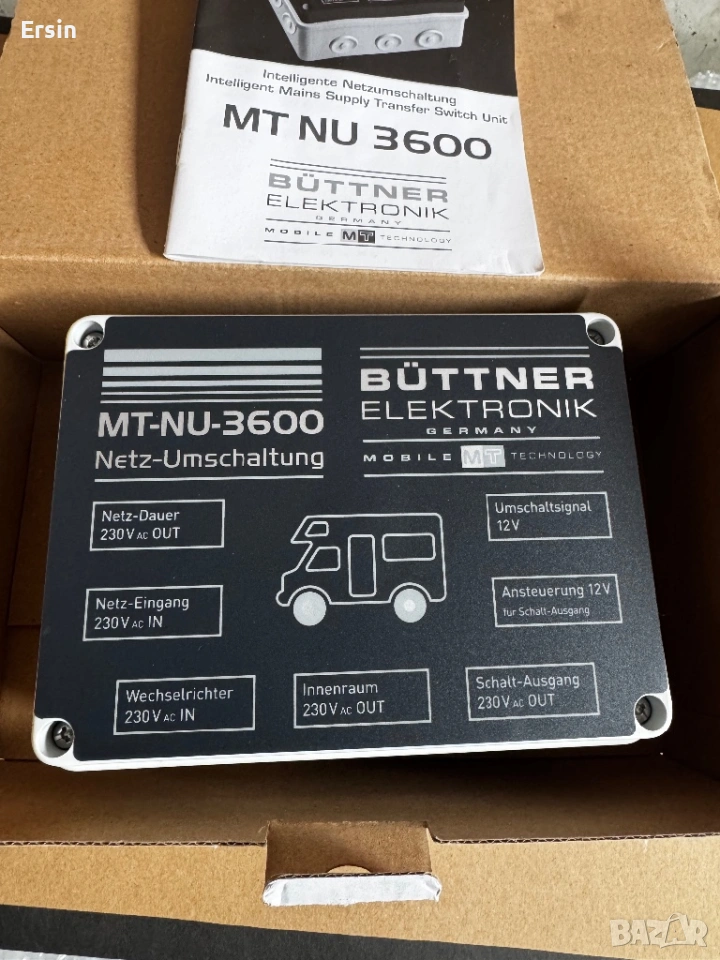 Ersin
Intelligente Netzumschaltung
Intelligent Mains Supply Transfer Switch Unit
MT NU 3600
BÜTTNER
ELEKTRONIK
GERMANY
MOBILE MT TECHNOLOGY
MT-NU-3600
Netz-Umschaltung
BÜTTNER
ELEKTRONIK
GERMANY
MOBILE MT TECHNOLOGY
Netz-Dauer
230V AC OUT
Umschaltsignal
12V
Netz-Eingang
230V AC IN
Ansteuerung 12V
für Schalt-Ausgang
Wechselrichter
230V AC IN
Innenraum
230V AC OUT
Schalt-Ausgang
230V AC OUT
BAZAR